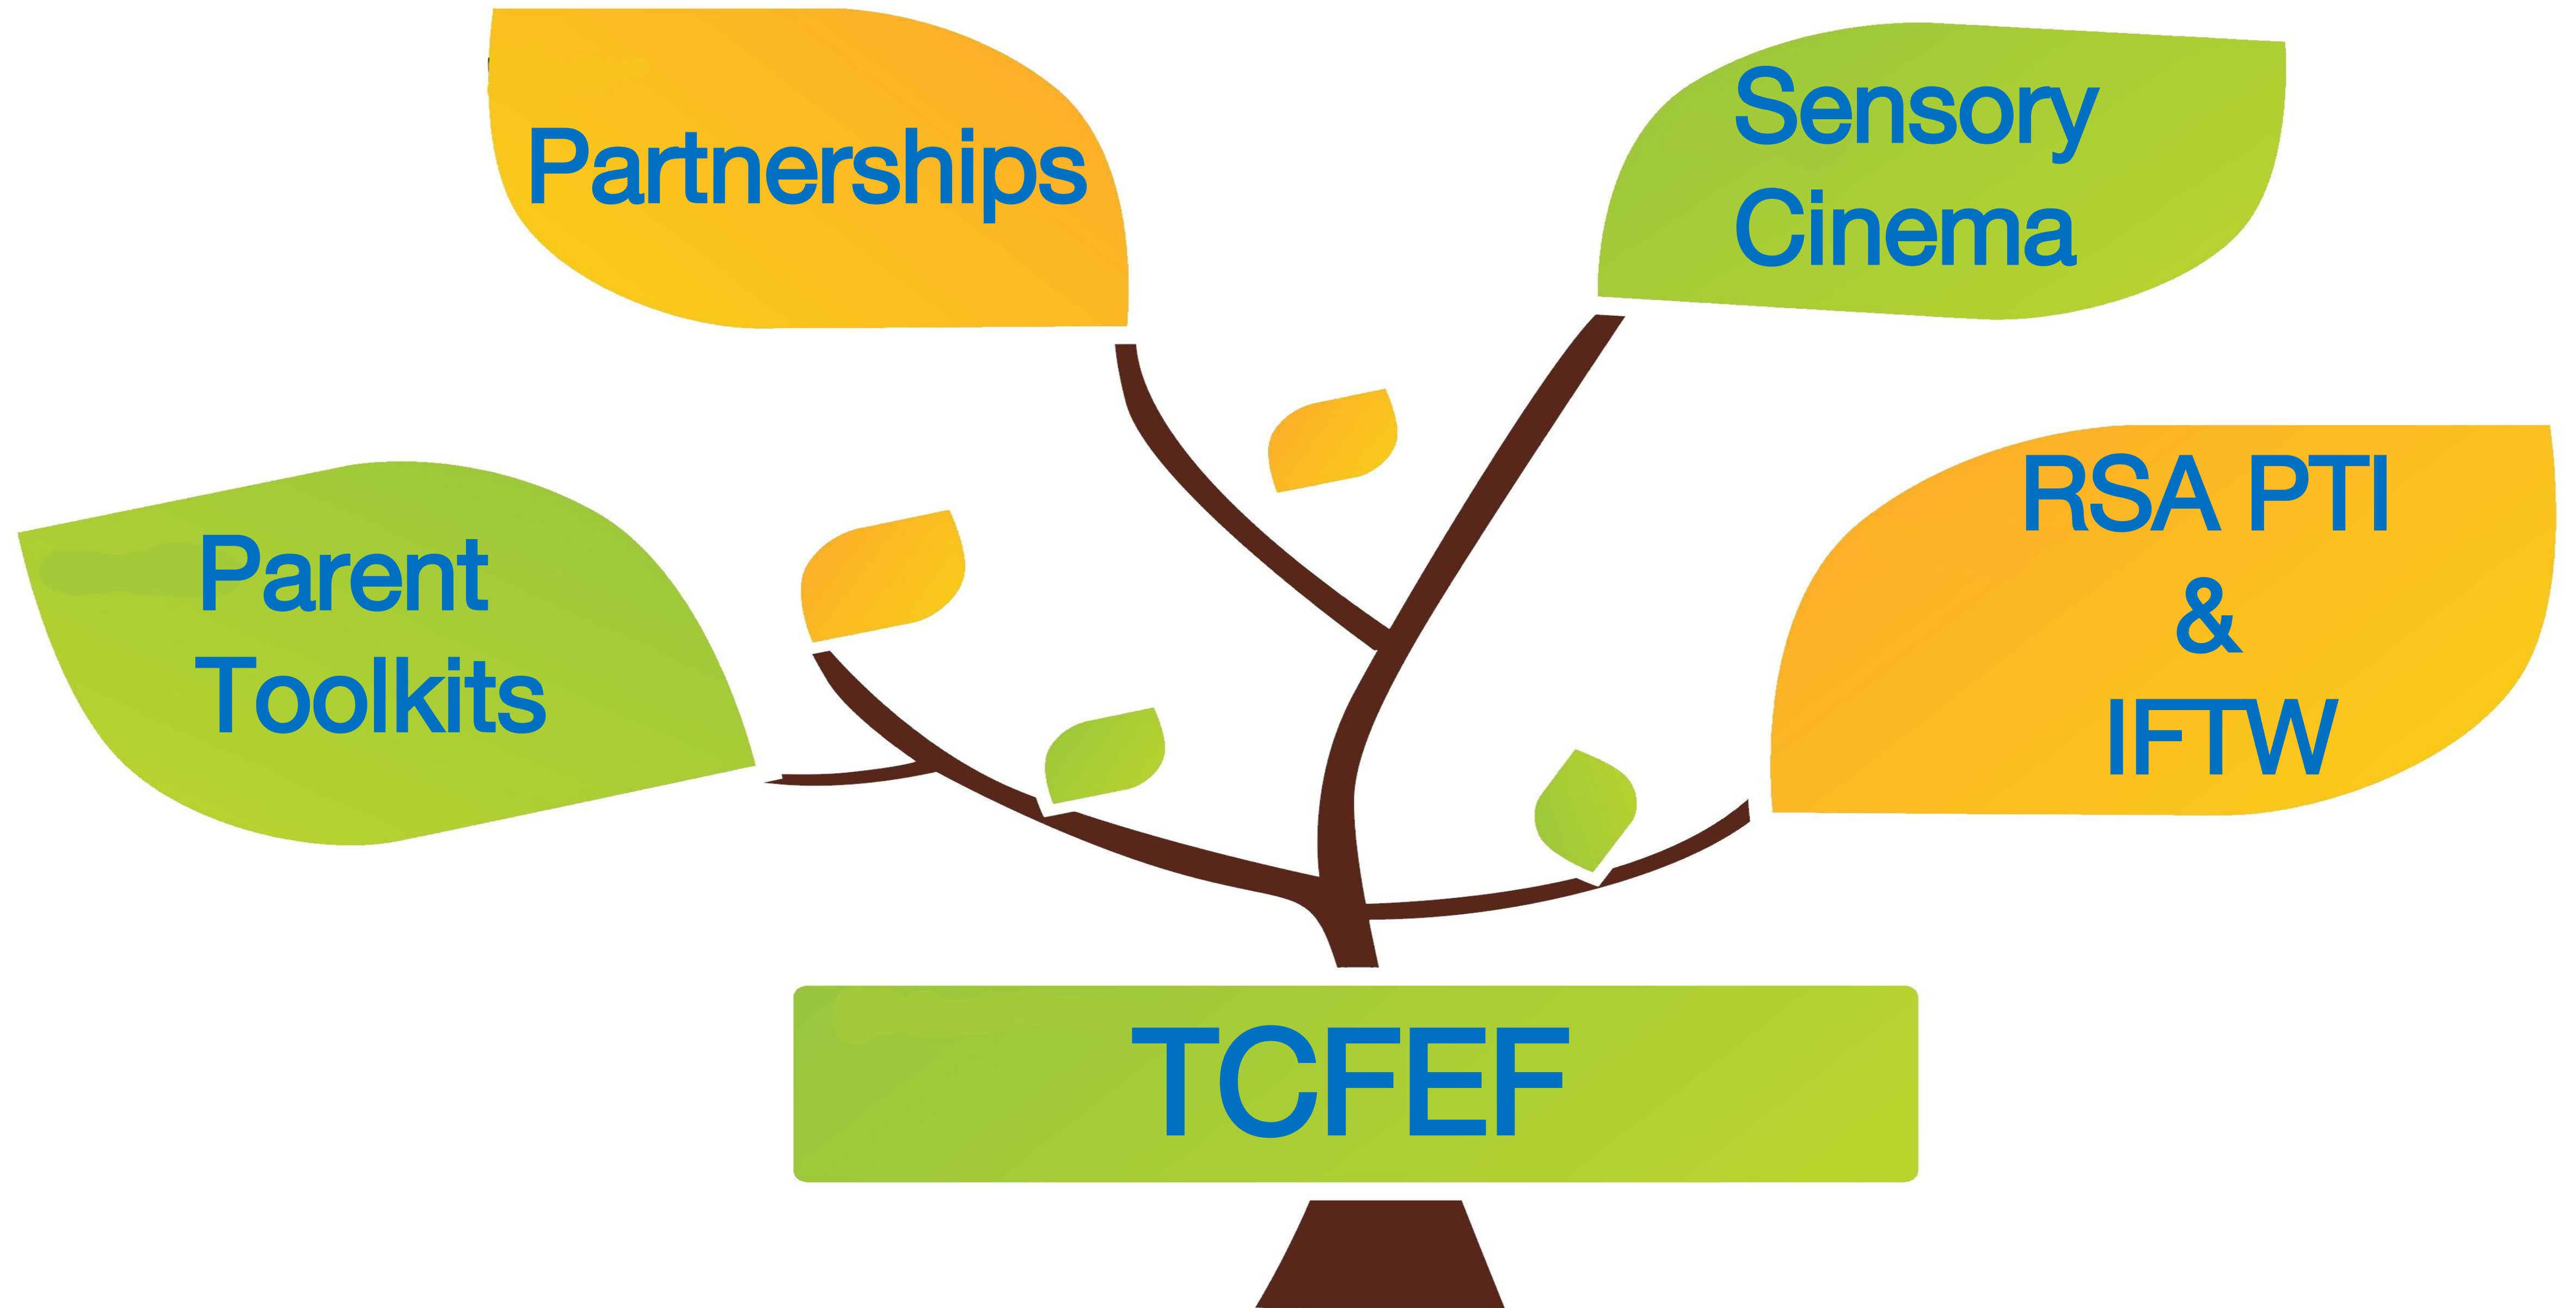 Partnerships
Sensory
Cinema
Parent
Toolkits
RSA PTI
&
IFTW
TCFEF